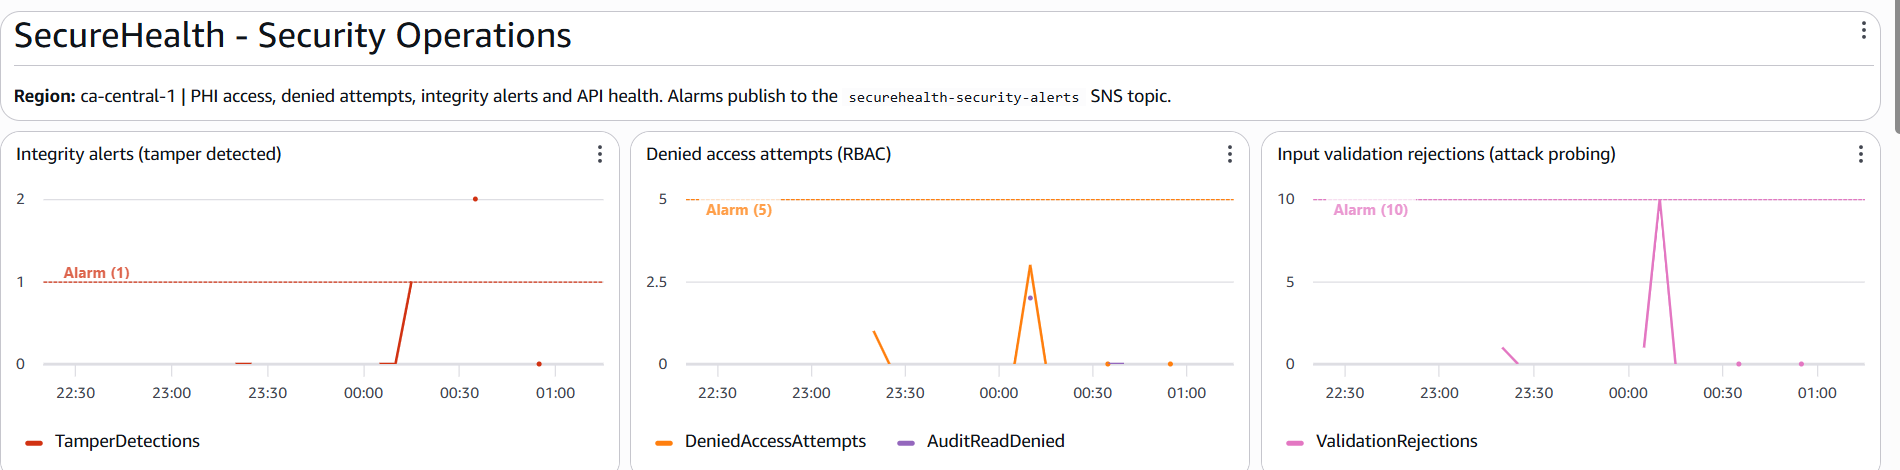 SecureHealth - Security Operations
Region: ca-central-1 | PHI access, denied attempts, integrity alerts and API health. Alarms publish to the securehealth-security-alerts SNS topic.
Integrity alerts (tamper detected)
2
Alarm (1)
1
0
22:30 23:00 23:30 00:00 00:30 01:00
TamperDetections
Denied access attempts (RBAC)
5
Alarm (5)
2.5
0
22:30 23:00 23:30 00:00 00:30 01:00
DeniedAccessAttempts AuditReadDenied
Input validation rejections (attack probing)
10
Alarm (10)
5
0
22:30 23:00 23:30 00:00 00:30 01:00
ValidationRejections